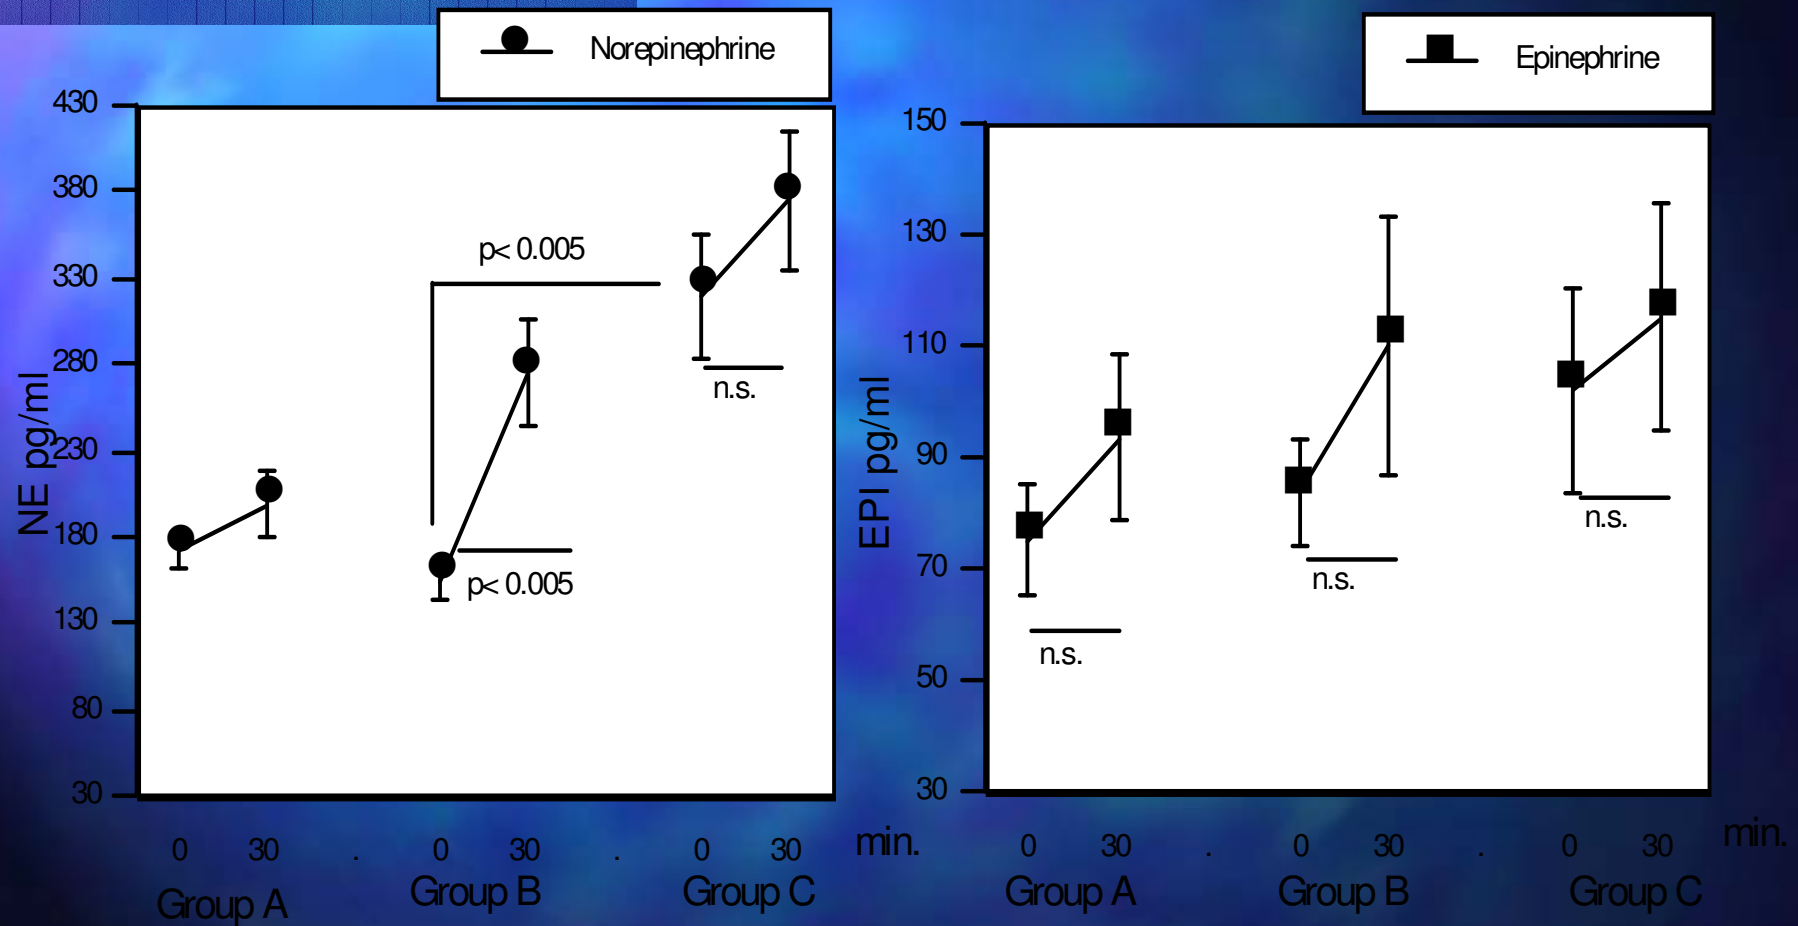 Norepinephrine
430
380
330
280
230
180
130
80
30
NE pg/ml
p< 0.005
p< 0.005
n.s.
0 30 . 0 30 . 0 30 min.
Group A Group B Group C
Epinephrine
150
130
110
90
70
50
30
EPI pg/ml
n.s.
n.s.
n.s.
0 30 . 0 30 . 0 30 min.
Group A Group B Group C